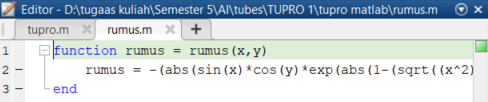 Editor - D:\tugaas kuliah\Semester 5\AI\tubes\TUPRO 1\tupro matlab\rumus.m
tupro.m × rumus.m × +
1 function rumus = rumus(x,y)
2 - rumus = -(abs(sin(x)*cos(y)*exp(abs(1-(sqrt((x^2)
3 - end